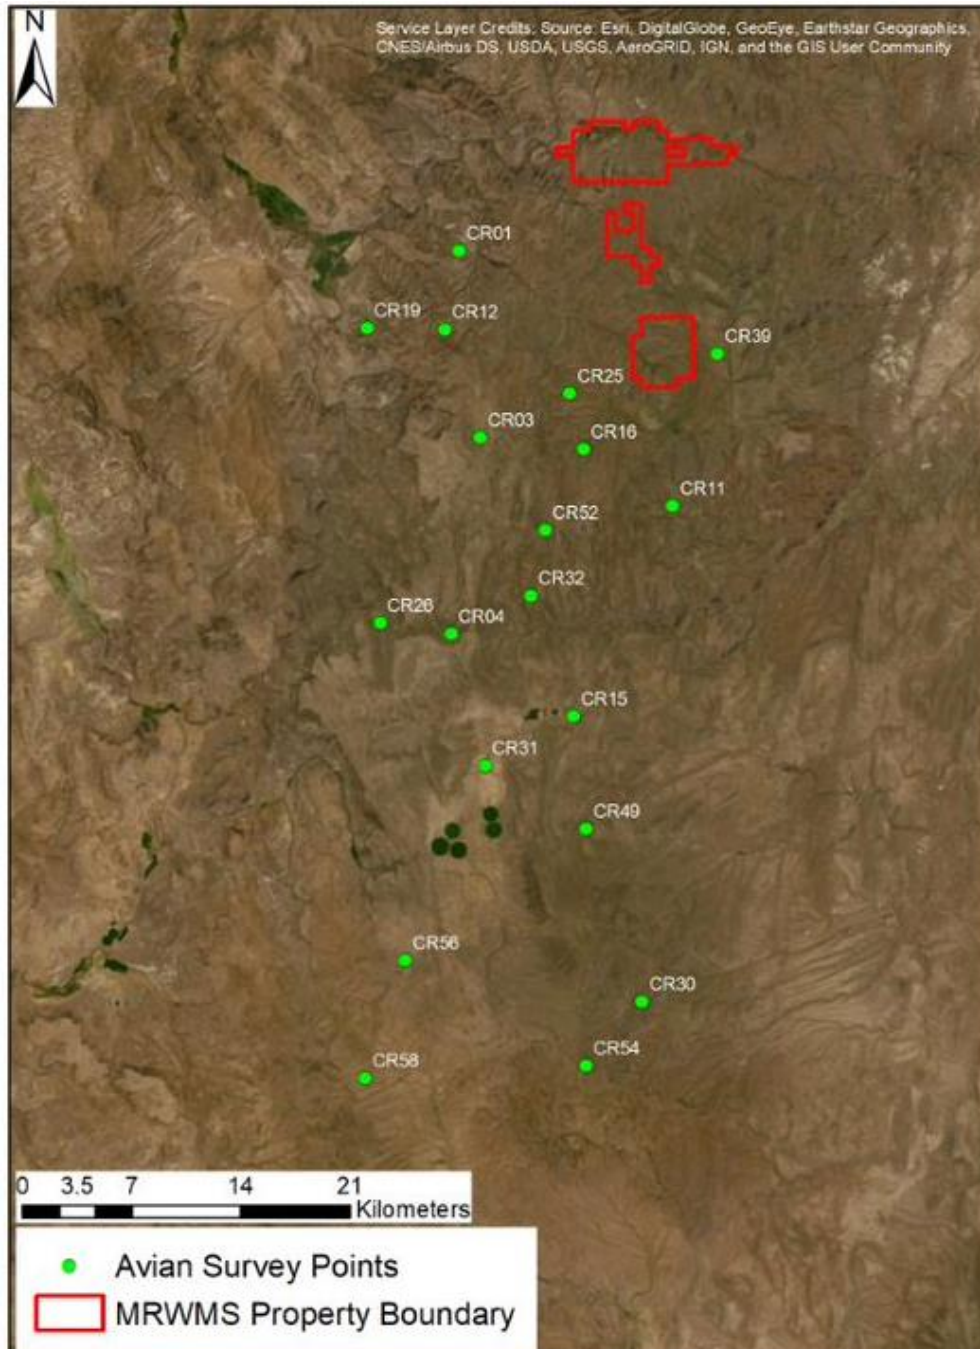 N
Service Layer Credits: Source: Esri, DigitalGlobe, GeoEye, Earthstar Geographics,
CNES/Airbus DS, USDA, USGS, AeroGRID, IGN, and the GIS User Community
CR01
CR19
CR12
CR39
CR25
CR03
CR16
CR11
CR52
CR32
CR26
CR04
CR15
CR31
CR49
CR56
CR30
CR54
CR58
0 3.5 7 14 21
Kilometers
Avian Survey Points
MRWMS Property Boundary